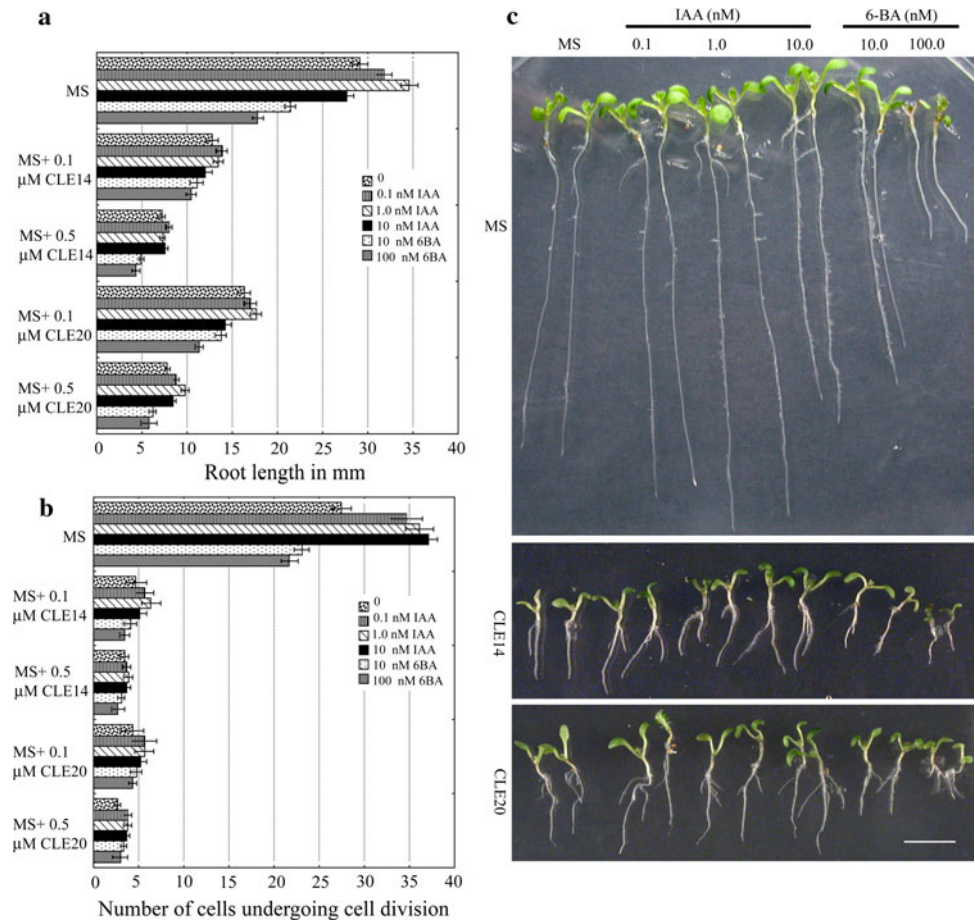 a
MS
MS+ 0.1
µM CLE14
MS+ 0.5
µM CLE14
MS+ 0.1
µM CLE20
MS+ 0.5
µM CLE20
0
0.1 nM IAA
1.0 nM IAA
10 nM IAA
10 nM 6BA
100 nM 6BA
0 5 10 15 20 25 30 35 40
Root length in mm
b
MS
MS+ 0.1
µM CLE14
MS+ 0.5
µM CLE14
MS+ 0.1
µM CLE20
MS+ 0.5
µM CLE20
0
0.1 nM IAA
1.0 nM IAA
10 nM IAA
10 nM 6BA
100 nM 6BA
0 5 10 15 20 25 30 35 40
Number of cells undergoing cell division
c
IAA (nM) 6-BA (nM)
MS 0.1 1.0 10.0 10.0 100.0
MS
CLE14
CLE20